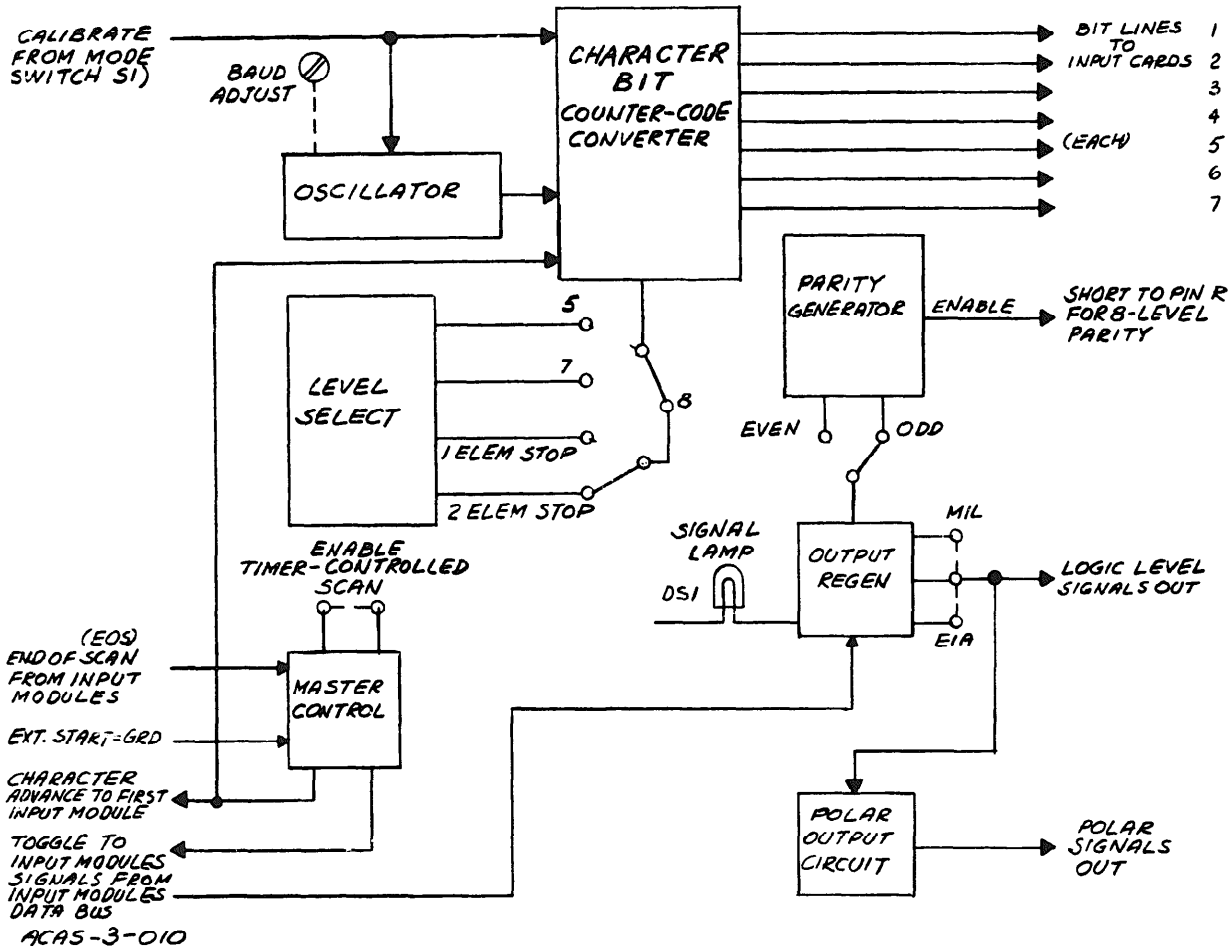 CALIBRATE
FROM MODE
SWITCH S1)
BAUD
ADJUST
OSCILLATOR
CHARACTER
BIT
COUNTER-CODE
CONVERTER
BIT LINES
TO
INPUT CARDS
(EACH)
1
2
3
4
5
6
7
LEVEL
SELECT
5
7
8
1 ELEM STOP
2 ELEM STOP
PARITY
GENERATOR
ENABLE
SHORT TO PIN R
FOR 8-LEVEL
PARITY
EVEN
ODD
SIGNAL
LAMP
DS1
OUTPUT
REGEN
MIL
EIA
LOGIC LEVEL
SIGNALS OUT
ENABLE
TIMER-CONTROLLED
SCAN
(EOS)
END OF SCAN
FROM INPUT
MODULES
MASTER
CONTROL
EXT. START=GRD
CHARACTER
ADVANCE TO FIRST
INPUT MODULE
TOGGLE TO
INPUT MODULES
SIGNALS FROM
INPUT MODULES
DATA BUS
POLAR
OUTPUT
CIRCUIT
POLAR
SIGNALS
OUT
ACAS-3-010